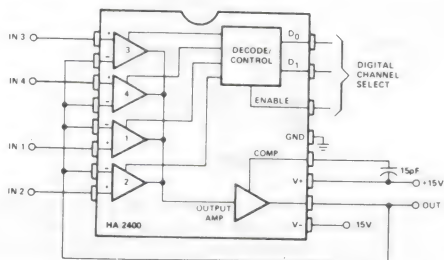 IN 3
IN 4
IN 1
IN 2
+
3
−
+
4
−
−
1
+
−
2
+
DECODE/
CONTROL
D0
D1
ENABLE
DIGITAL
CHANNEL
SELECT
GND
COMP
15pF
V+
+15V
OUTPUT
AMP
OUT
V−
15V
HA 2400